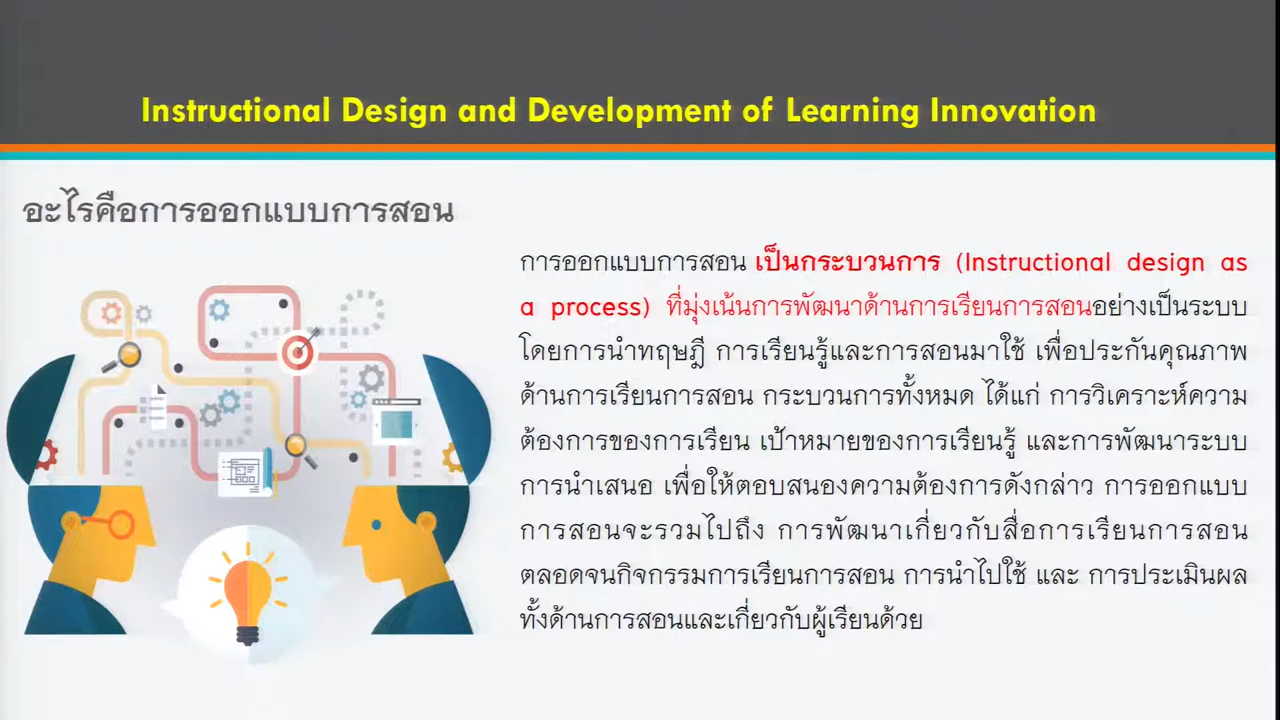 Instructional Design and Development of Learning Innovation
อะไรคือการออกแบบการสอน
การออกแบบการสอน เป็นกระบวนการ (Instructional design as
a process) ที่มุ่งเน้นการพัฒนาด้านการเรียนการสอนอย่างเป็นระบบ
โดยการนำทฤษฎี การเรียนรู้และการสอนมาใช้ เพื่อประกันคุณภาพ
ด้านการเรียนการสอน กระบวนการทั้งหมด ได้แก่ การวิเคราะห์ความ
ต้องการของการเรียน เป้าหมายของการเรียนรู้ และการพัฒนาระบบ
การนำเสนอ เพื่อให้ตอบสนองความต้องการดังกล่าว การออกแบบ
การสอนจะรวมไปถึง การพัฒนาเกี่ยวกับสื่อการเรียนการสอน
ตลอดจนกิจกรรมการเรียนการสอน การนำไปใช้ และ การประเมินผล
ทั้งด้านการสอนและเกี่ยวกับผู้เรียนด้วย